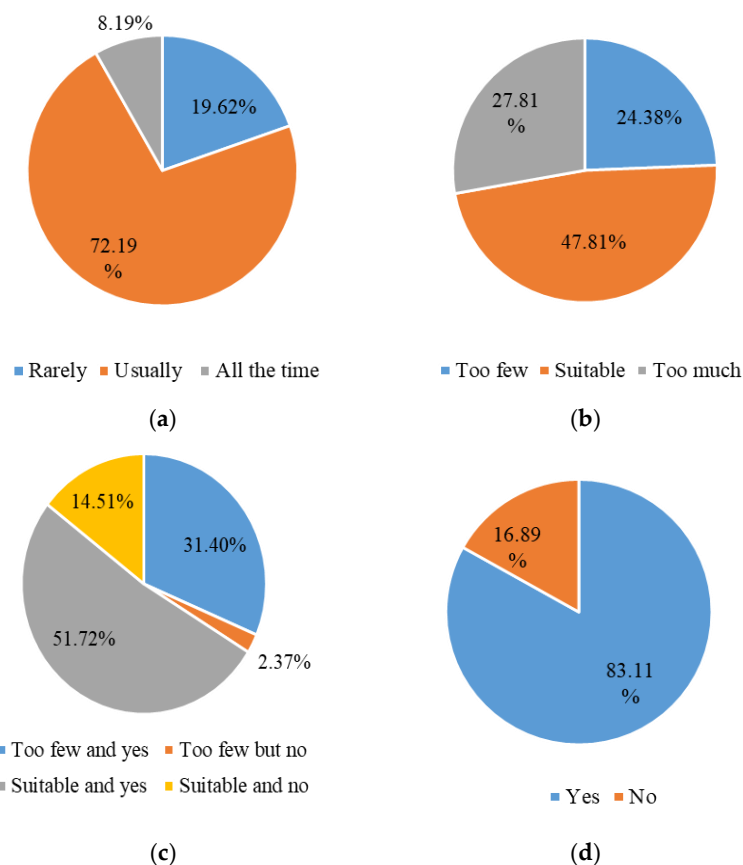 8.19%
19.62%
72.19
%
Rarely Usually All the time
(a)
27.81
%
24.38%
47.81%
Too few Suitable Too much
(b)
14.51%
31.40%
51.72%
2.37%
Too few and yes Too few but no
Suitable and yes Suitable and no
(c)
16.89
%
83.11
%
Yes No
(d)